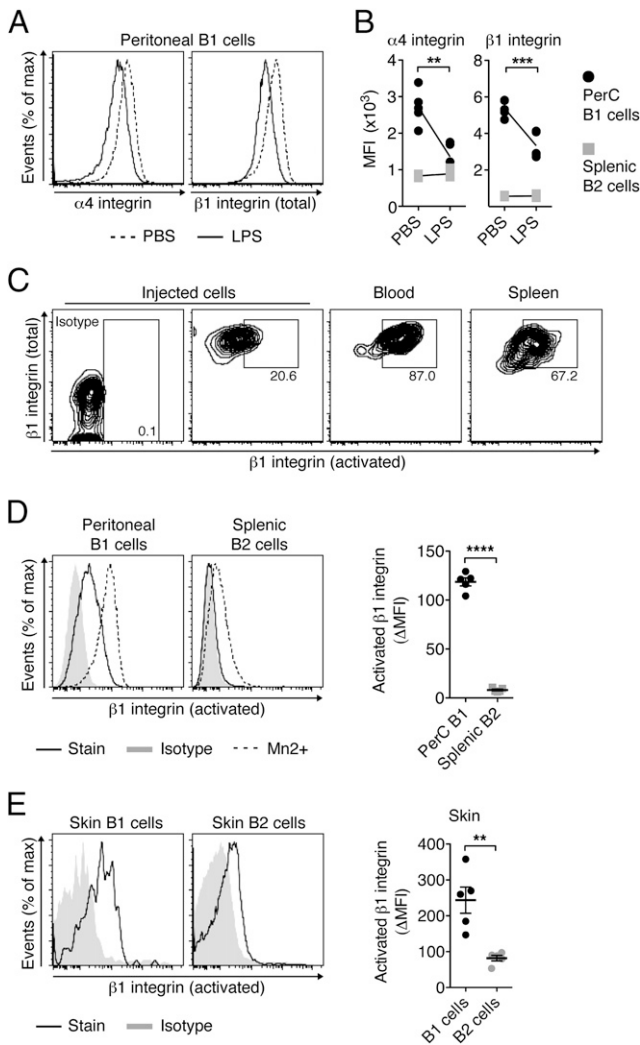 A
Peritoneal B1 cells
Events (% of max)
α4 integrin
β1 integrin (total)
PBS
LPS
B
α4 integrin
β1 integrin
**
***
MFI (x10³)
4
3
2
1
0
8
6
4
2
0
PBS
LPS
PBS
LPS
PerC
B1 cells
Splenic
B2 cells
C
Injected cells
Blood
Spleen
Isotype
0.1
20.6
87.0
67.2
β1 integrin (total)
β1 integrin (activated)
D
Peritoneal
B1 cells
Splenic
B2 cells
Events (% of max)
β1 integrin (activated)
Stain
Isotype
Mn2+
Activated β1 integrin
(ΔMFI)
150
100
50
0
****
PerC B1
Splenic B2
E
Skin B1 cells
Skin B2 cells
Events (% of max)
β1 integrin (activated)
Stain
Isotype
Skin
Activated β1 integrin
(ΔMFI)
400
300
200
100
0
**
B1 cells
B2 cells